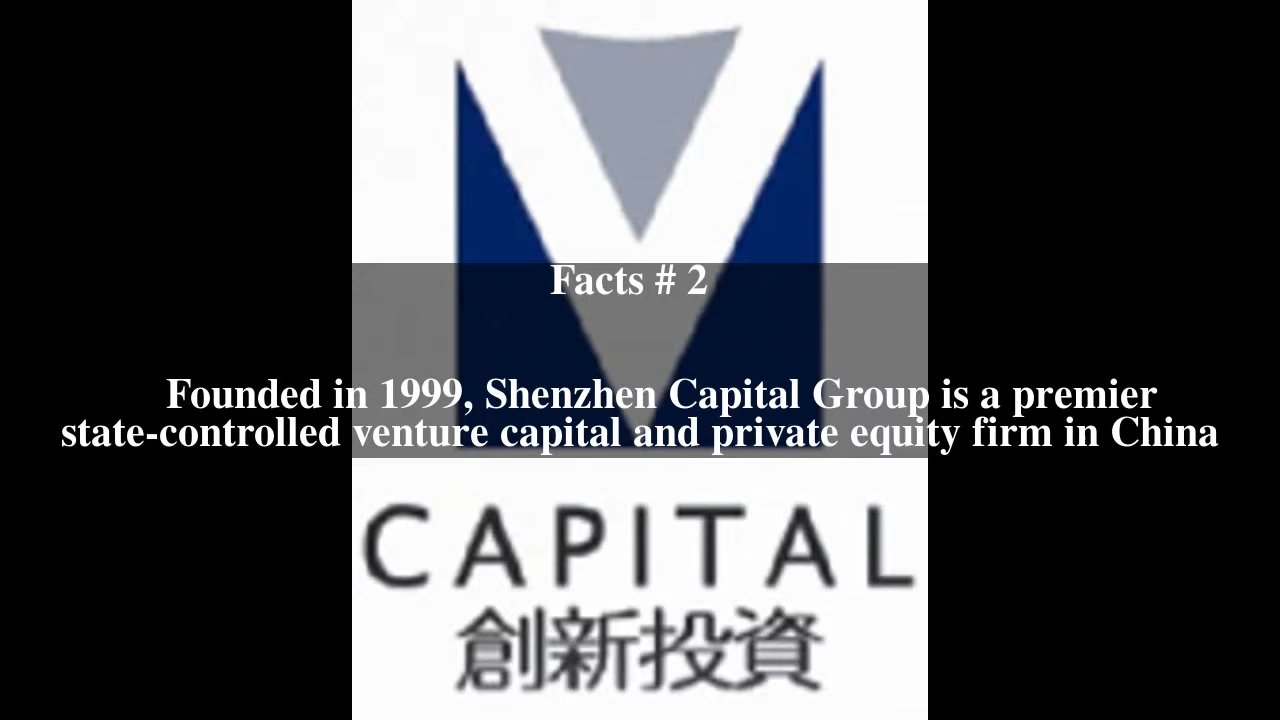 Facts # 2
Founded in 1999, Shenzhen Capital Group is a premier
state-controlled venture capital and private equity firm in China
CAPITAL
創新投資